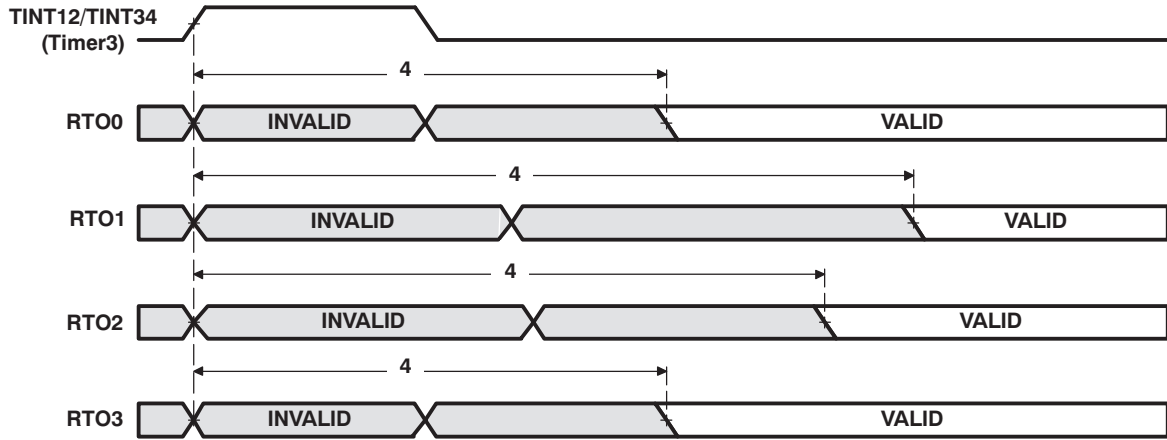 TINT12/TINT34
(Timer3)
4
RTO0 INVALID VALID
4
RTO1 INVALID VALID
4
RTO2 INVALID VALID
4
RTO3 INVALID VALID